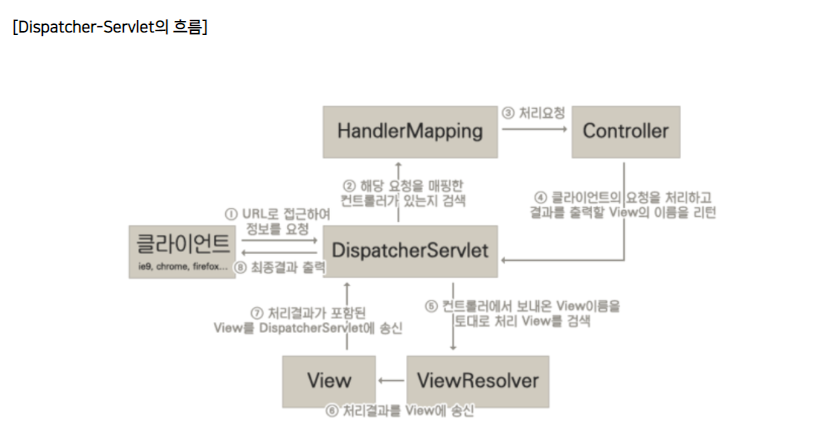 [Dispatcher-Servlet의 흐름]
HandlerMapping
③ 처리요청
Controller
② 해당 요청을 매핑한
컨트롤러가 있는지 검색
④ 클라이언트의 요청을 처리하고
결과를 출력할 View의 이름을 리턴
① URL로 접근하여
정보를 요청
클라이언트
ie9, chrome, firefox...
⑧ 최종결과 출력
DispatcherServlet
⑤ 컨트롤러에서 보내온 View이름을
토대로 처리 View를 검색
⑦ 처리결과가 포함된
View를 DispatcherServlet에 송신
View
ViewResolver
⑥ 처리결과를 View에 송신